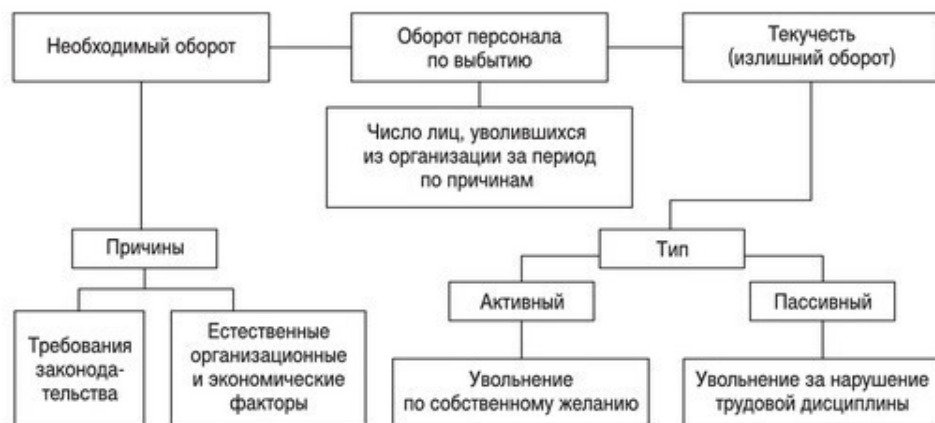 Необходимый оборот
Оборот персонала
по выбытию
Текучесть
(излишний оборот)
Число лиц, уволившихся
из организации за период
по причинам
Причины
Тип
Активный
Пассивный
Требования
законода-
тельства
Естественные
организационные
и экономические
факторы
Увольнение
по собственному желанию
Увольнение за нарушение
трудовой дисциплины